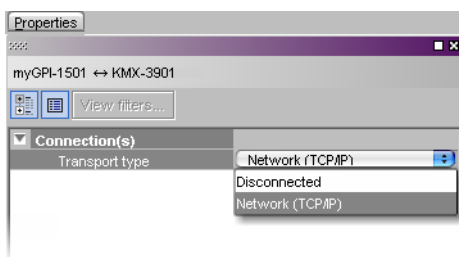 Properties
myGPI-1501 ↔ KMX-3901
View filters...
Connection(s)
Transport type Network (TCP/IP)
Disconnected
Network (TCP/IP)